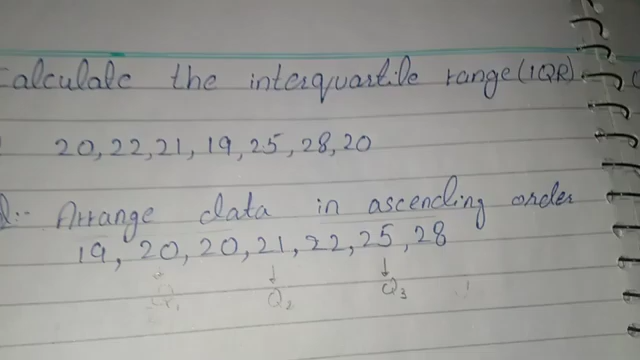 calculate the interquartile range (IQR).
20, 22, 21, 19, 25, 28, 20
Arrange data in ascending order
19, 20, 20, 21, 22, 25, 28
Q1 Q2 Q3